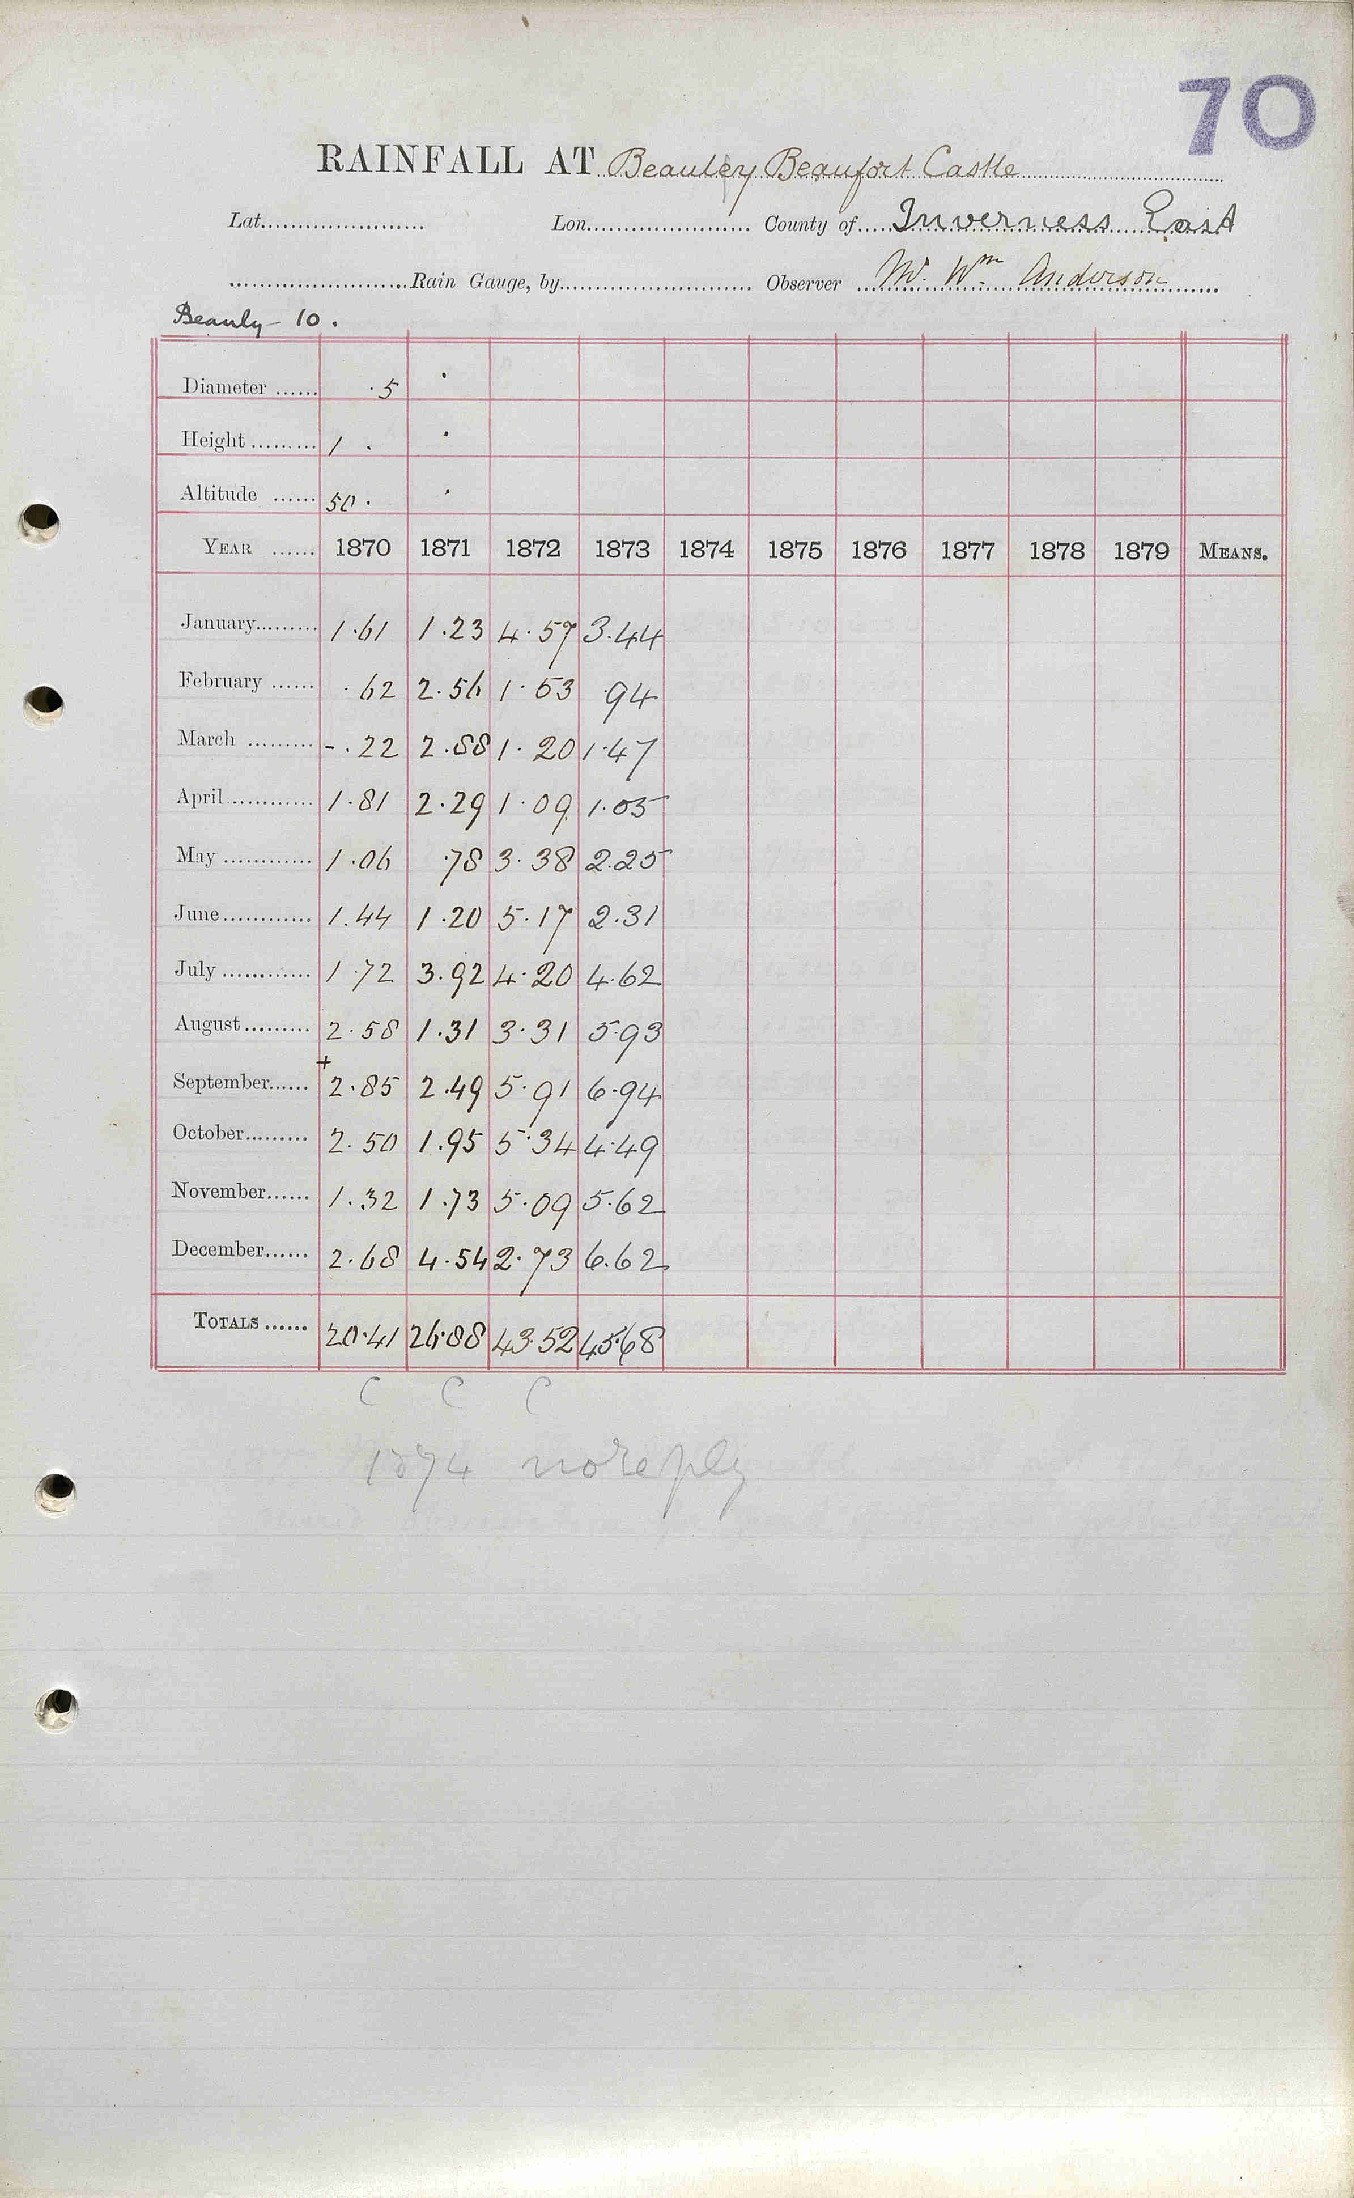 70
RAINFALL AT Beauley Beaufort Castle
Lat. Lon. County of Inverness East
Rain Gauge, by Observer Mr. Wm Anderson
Beauly - 10.
Diameter ...... .5
Height ......... 1 .
Altitude ...... 50 .
YEAR ...... 1870 1871 1872 1873 1874 1875 1876 1877 1878 1879 MEANS.
January......... 1.61 1.23 4.57 3.44
February ...... .62 2.56 1.53 .94
March ......... -.22 2.88 1.20 1.47
April ............ 1.81 2.29 1.09 1.05
May ............. 1.06 .78 3.38 2.25
June............. 1.44 1.20 5.17 2.31
July ............. 1.72 3.92 4.20 4.62
August ......... 2.58 1.31 3.31 5.93
September...... +2.85 2.49 5.91 6.94
October......... 2.50 1.95 5.34 4.49
November...... 1.32 1.73 5.09 5.62
December...... 2.68 4.54 2.73 6.62
TOTALS ...... 20.41 26.88 43.52 45.68
C C C
1874 no reply